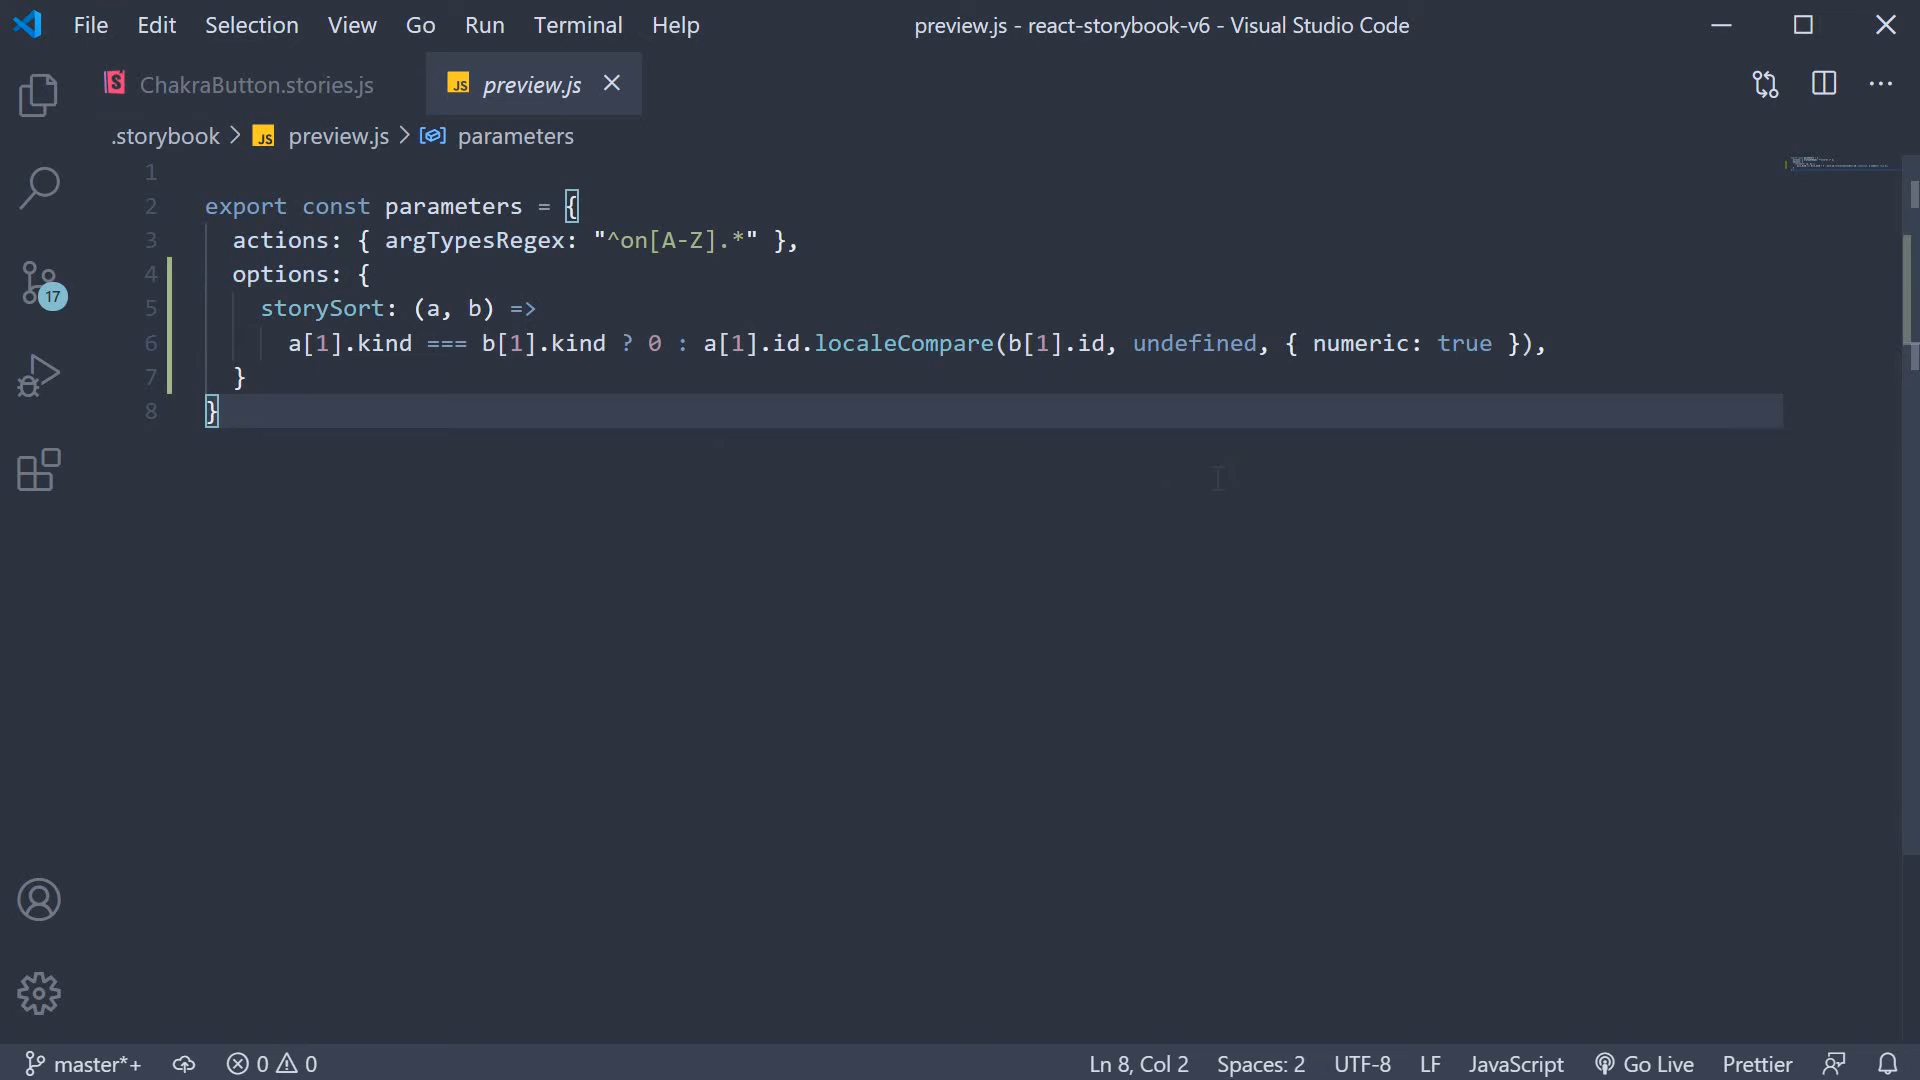 File Edit Selection View Go Run Terminal Help preview.js - react-storybook-v6 - Visual Studio Code
ChakraButton.stories.js JS preview.js
.storybook > JS preview.js > parameters
1
2 export const parameters = {
3 actions: { argTypesRegex: "^on[A-Z].*" },
4 options: {
5 storySort: (a, b) =>
6 a[1].kind === b[1].kind ? 0 : a[1].id.localeCompare(b[1].id, undefined, { numeric: true }),
7 }
8 }
17
master*+ 0 0 Ln 8, Col 2 Spaces: 2 UTF-8 LF JavaScript Go Live Prettier